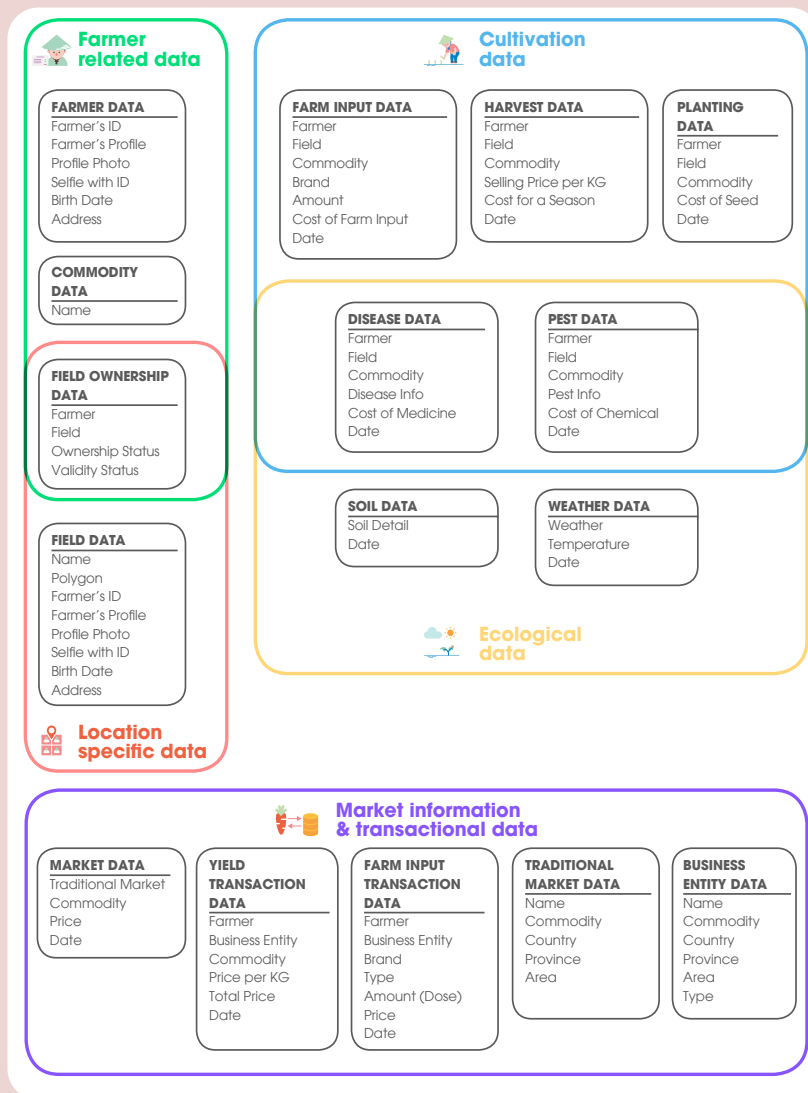 Farmer
related data
FARMER DATA
Farmer's ID
Farmer's Profile
Profile Photo
Selfie with ID
Birth Date
Address
COMMODITY
DATA
Name
FIELD OWNERSHIP
DATA
Farmer
Field
Ownership Status
Validity Status
FIELD DATA
Name
Polygon
Farmer's ID
Farmer's Profile
Profile Photo
Selfie with ID
Birth Date
Address
Location
specific data
Cultivation
data
FARM INPUT DATA
Farmer
Field
Commodity
Brand
Amount
Cost of Farm Input
Date
HARVEST DATA
Farmer
Field
Commodity
Selling Price per KG
Cost for a Season
Date
PLANTING
DATA
Farmer
Field
Commodity
Cost of Seed
Date
DISEASE DATA
Farmer
Field
Commodity
Disease Info
Cost of Medicine
Date
PEST DATA
Farmer
Field
Commodity
Pest Info
Cost of Chemical
Date
SOIL DATA
Soil Detail
Date
WEATHER DATA
Weather
Temperature
Date
Ecological
data
Market information
& transactional data
MARKET DATA
Traditional Market
Commodity
Price
Date
YIELD
TRANSACTION
DATA
Farmer
Business Entity
Commodity
Price per KG
Total Price
Date
FARM INPUT
TRANSACTION
DATA
Farmer
Business Entity
Brand
Type
Amount (Dose)
Price
Date
TRADITIONAL
MARKET DATA
Name
Commodity
Country
Province
Area
BUSINESS
ENTITY DATA
Name
Commodity
Country
Province
Area
Type